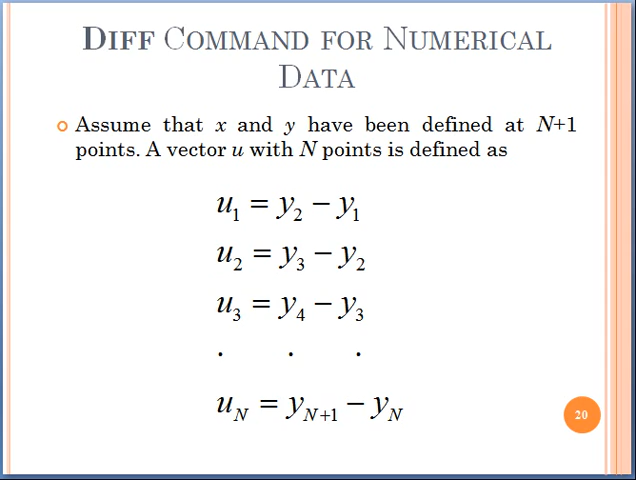 DIFF COMMAND FOR NUMERICAL
DATA
Assume that x and y have been defined at N+1
points. A vector u with N points is defined as
u₁ = y₂ − y₁
u₂ = y₃ − y₂
u₃ = y₄ − y₃
. . .
u_N = y_{N+1} − y_N
20